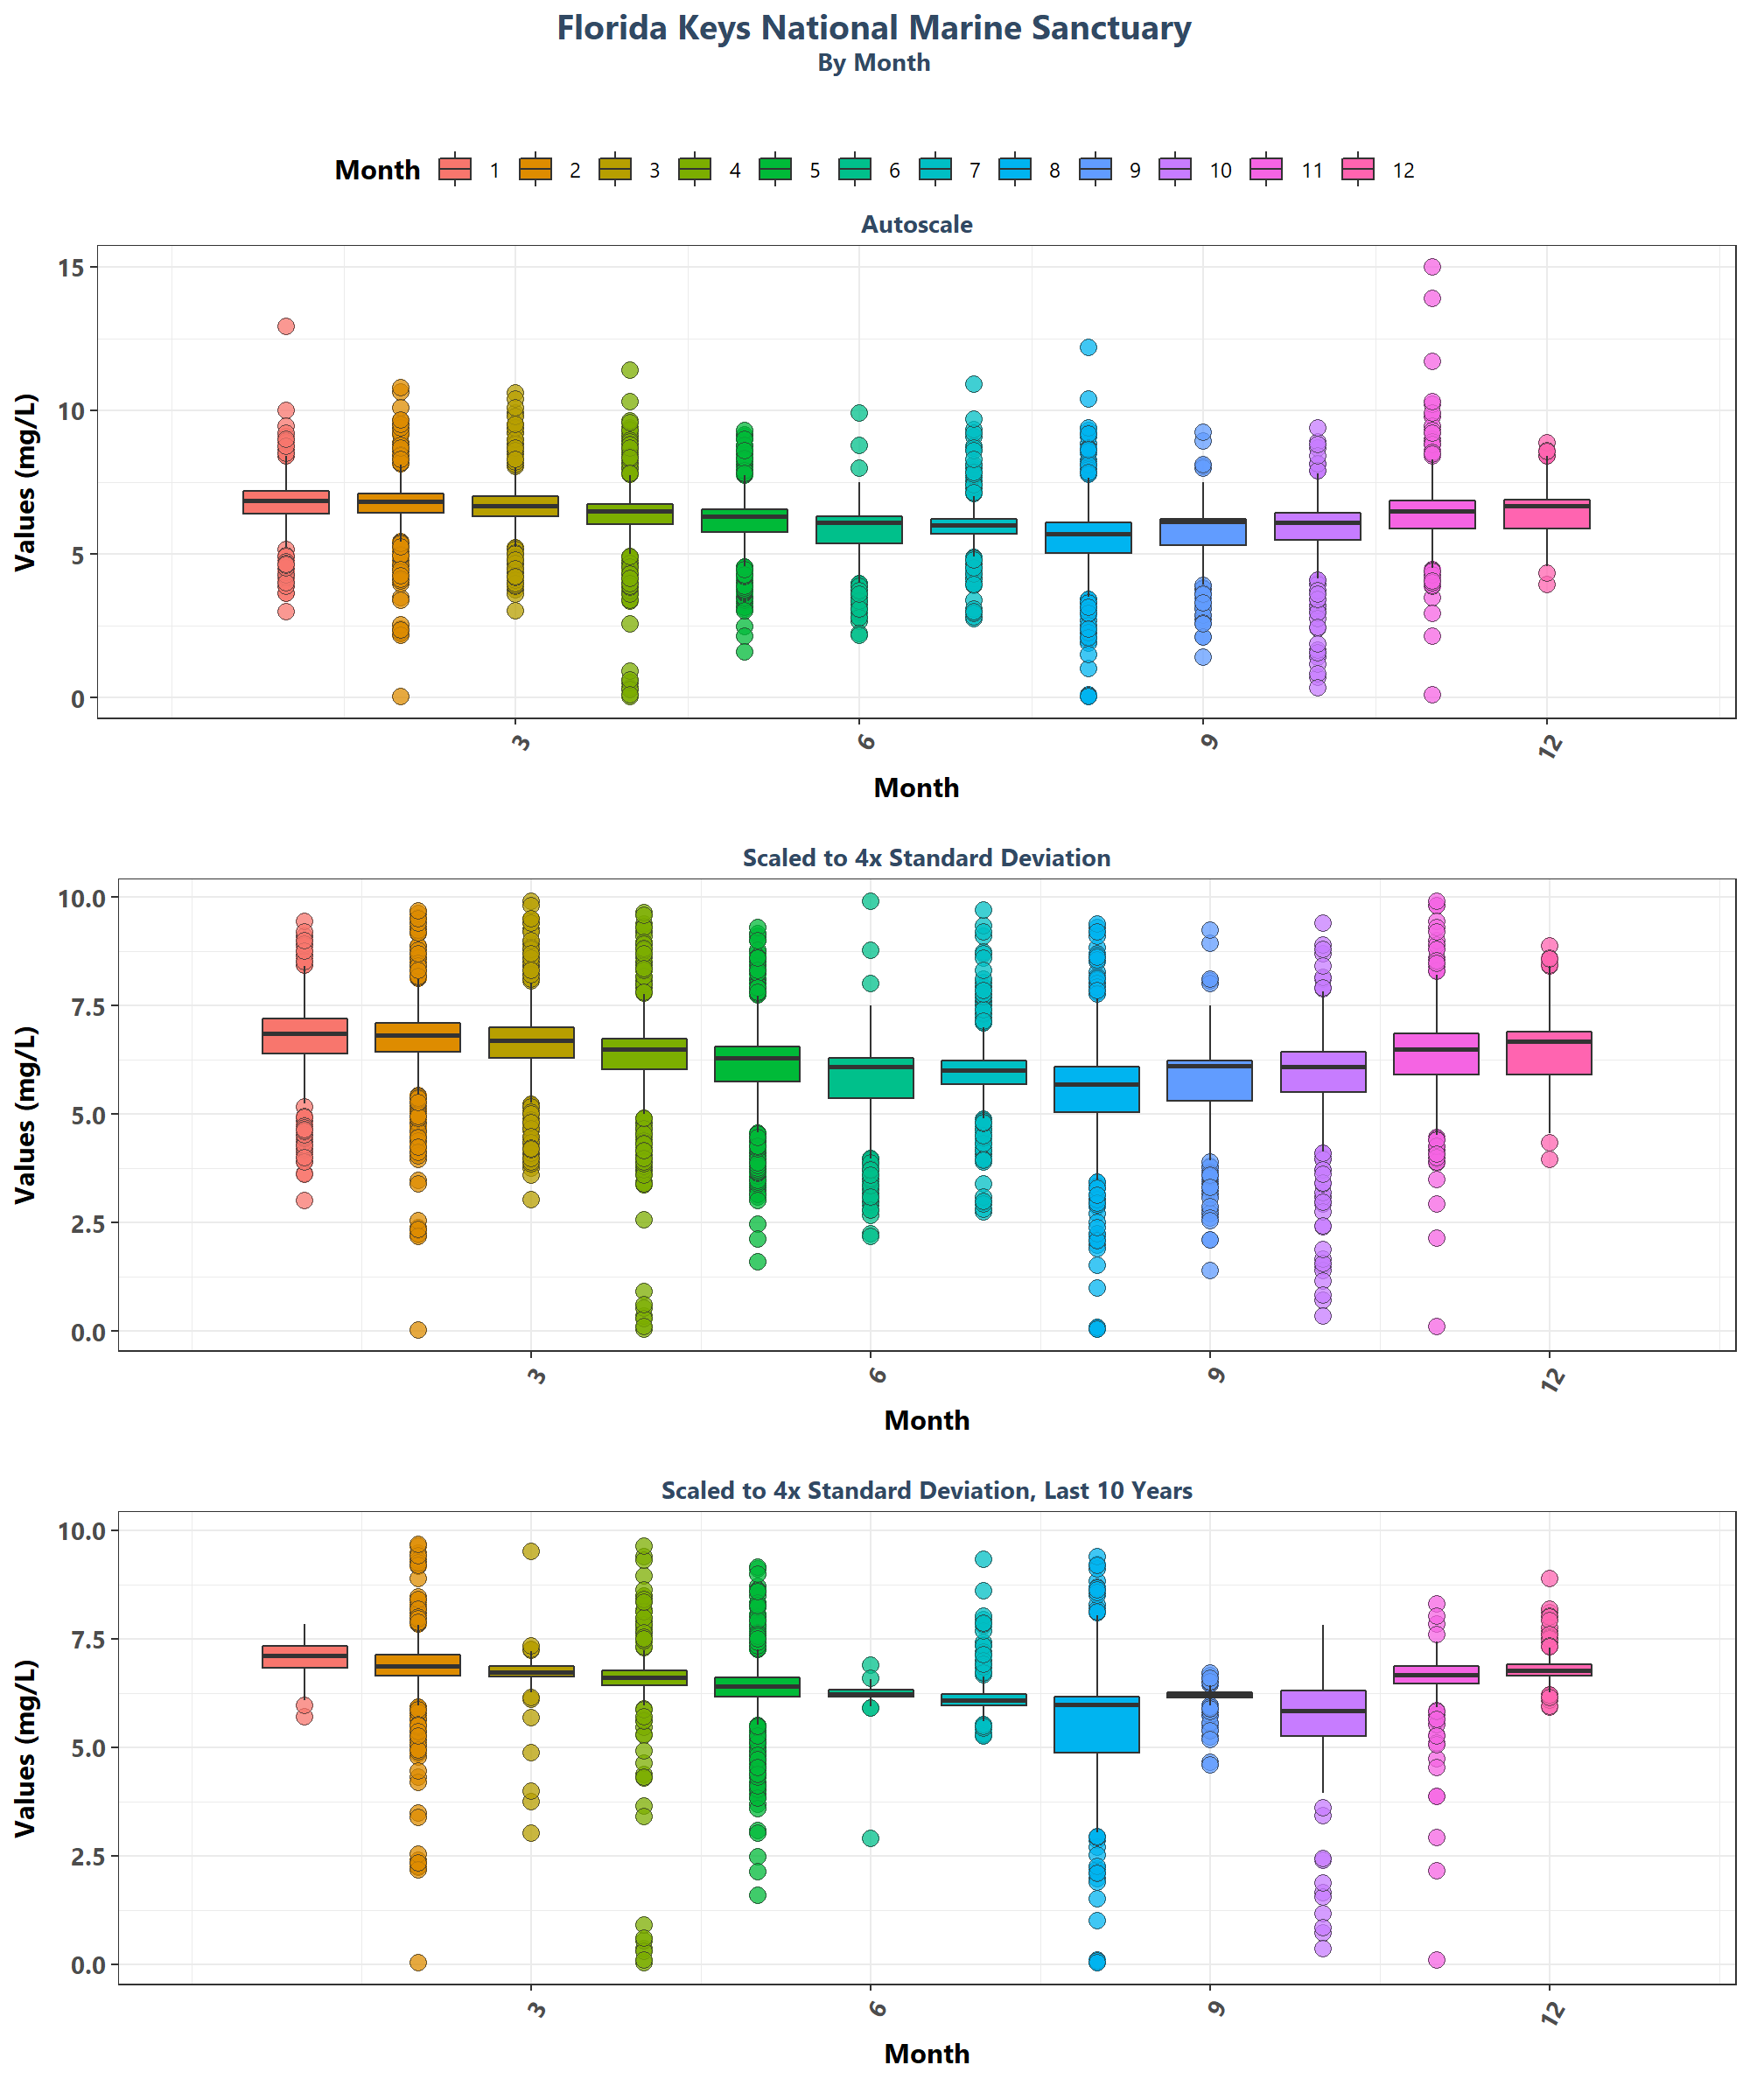 Florida Keys National Marine Sanctuary
By Month
Month 1 2 3 4 5 6 7 8 9 10 11 12
Autoscale
Values (mg/L)
15
10
5
0
3 6 9 12
Month
Scaled to 4x Standard Deviation
Values (mg/L)
10.0
7.5
5.0
2.5
0.0
3 6 9 12
Month
Scaled to 4x Standard Deviation, Last 10 Years
Values (mg/L)
10.0
7.5
5.0
2.5
0.0
3 6 9 12
Month